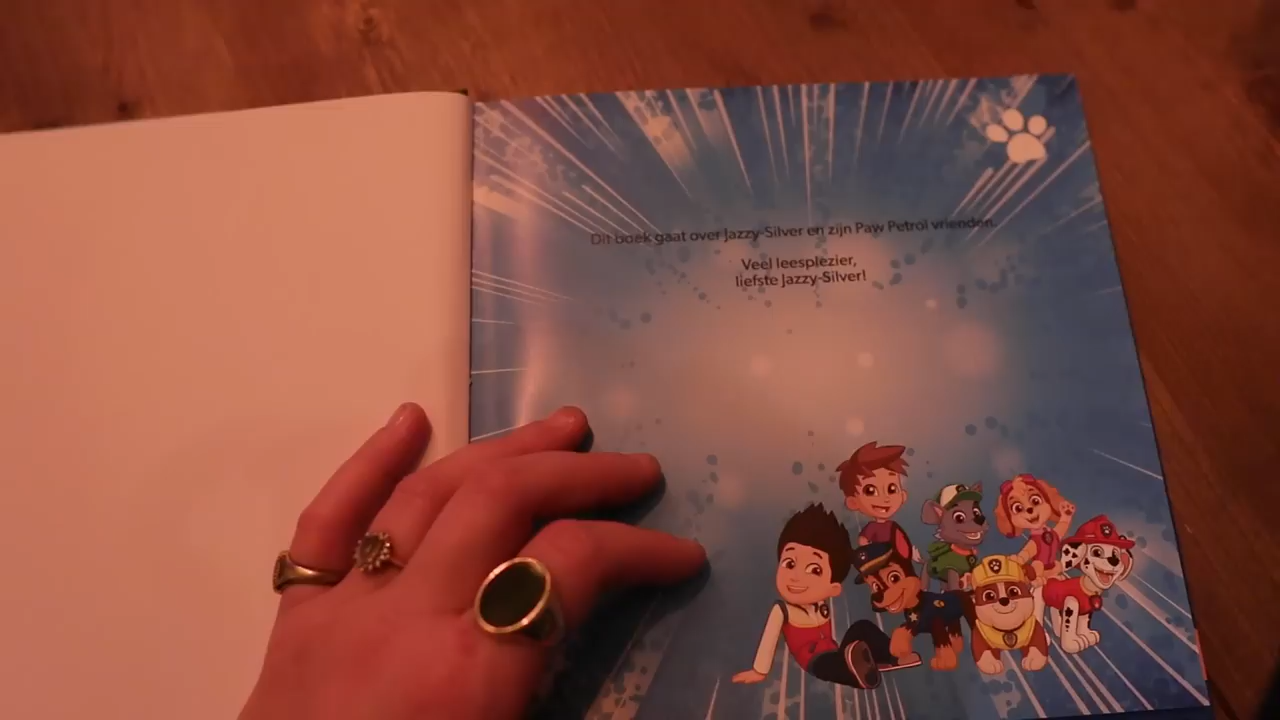 Dit boek gaat over Jazzy-Silver en zijn Paw Petrol vrienden.
Veel leesplezier,
liefste Jazzy-Silver!